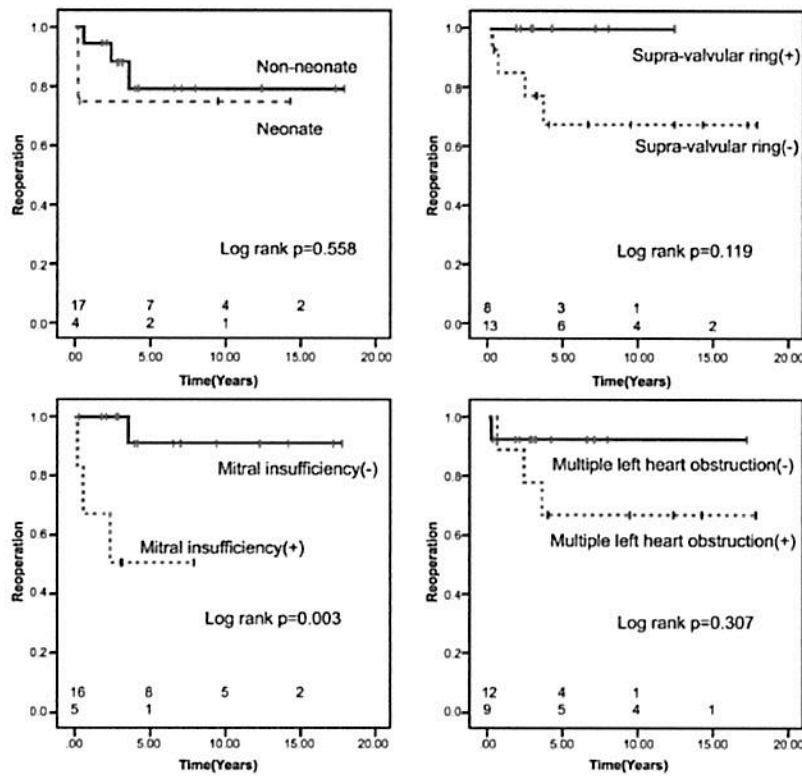 1.0
0.8
0.6
0.4
0.2
0.0
Reoperation
Non-neonate
Neonate
Log rank p=0.558
17 7 4 2
4 2 1
.00 5.00 10.00 15.00 20.00
Time(Years)
1.0
0.8
0.6
0.4
0.2
0.0
Reoperation
Supra-valvular ring(+)
Supra-valvular ring(-)
Log rank p=0.119
8 3 1
13 6 4 2
.00 5.00 10.00 15.00 20.00
Time(Years)
1.0
0.8
0.6
0.4
0.2
0.0
Reoperation
Mitral insufficiency(-)
Mitral insufficiency(+)
Log rank p=0.003
16 8 5 2
5 1
.00 5.00 10.00 15.00 20.00
Time(Years)
1.0
0.8
0.6
0.4
0.2
0.0
Reoperation
Multiple left heart obstruction(-)
Multiple left heart obstruction(+)
Log rank p=0.307
12 4 1
9 5 4 1
.00 5.00 10.00 15.00 20.00
Time(Years)